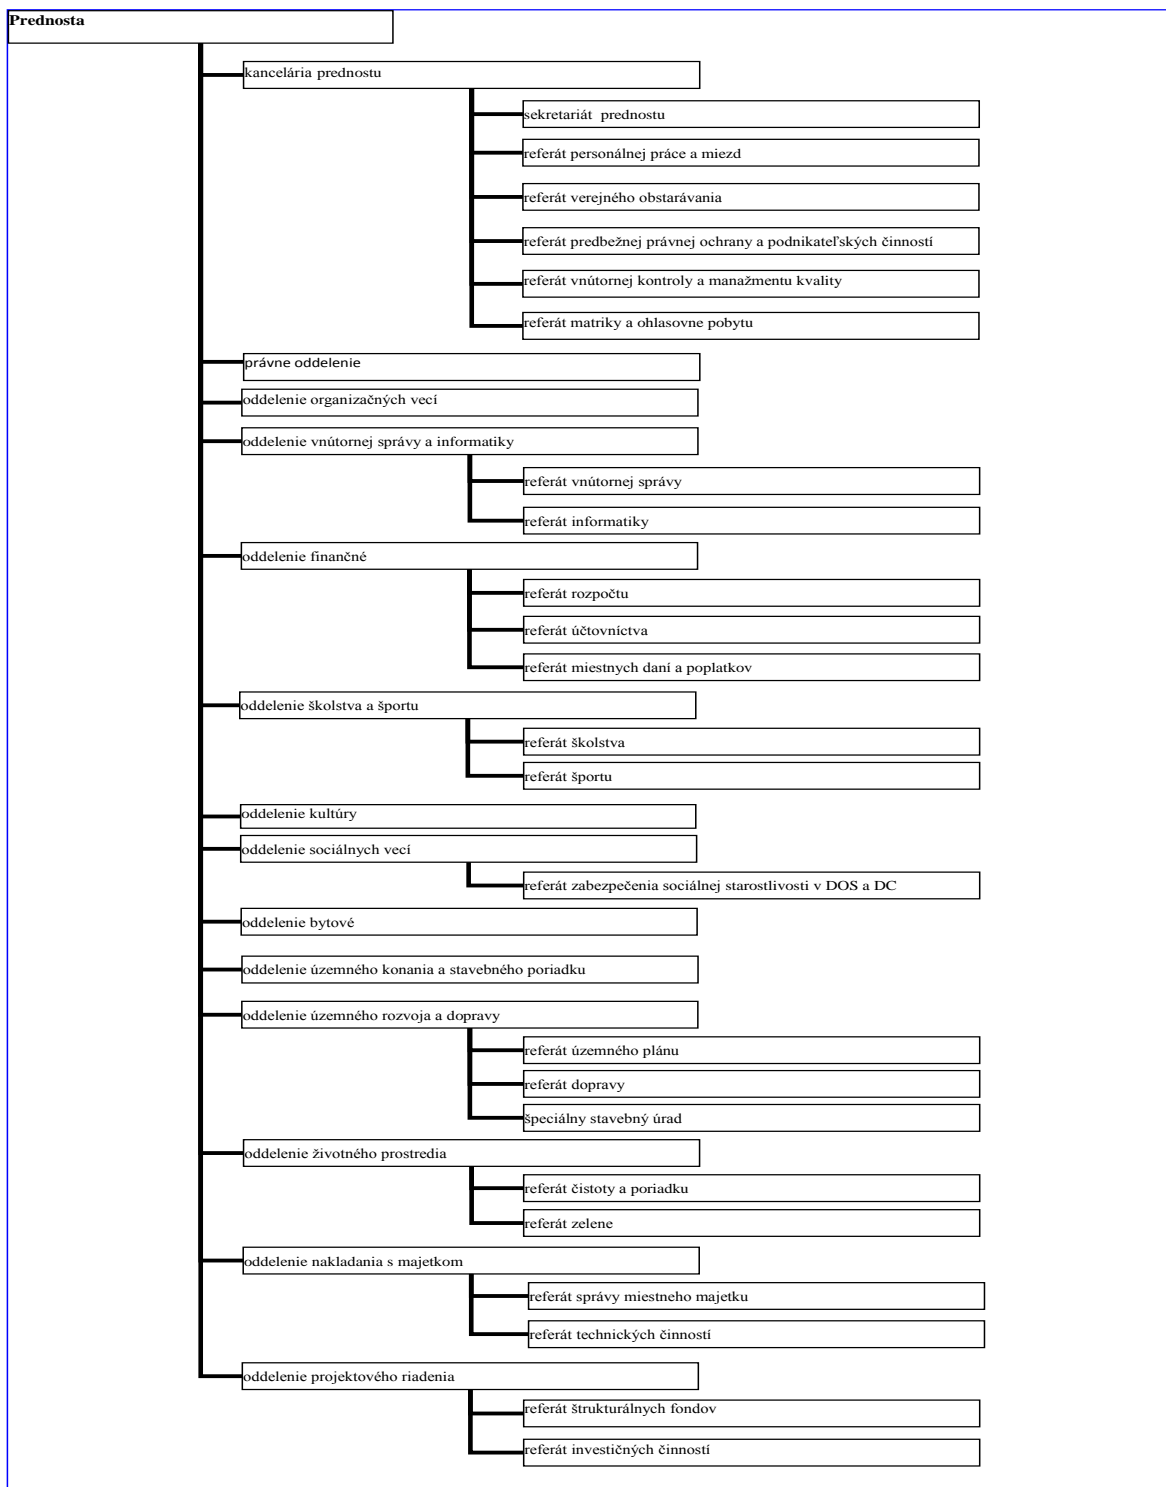 Prednosta
kancelária prednostu
sekretariát  prednostu
referát personálnej práce a miezd
referát verejného obstarávania
referát predbežnej právnej ochrany a podnikateľských činností
referát vnútornej kontroly a manažmentu kvality
referát matriky a ohlasovne pobytu
právne oddelenie
oddelenie organizačných vecí
oddelenie vnútornej správy a informatiky
referát vnútornej správy
referát informatiky
oddelenie finančné
referát rozpočtu
referát účtovníctva
referát miestnych daní a poplatkov
oddelenie školstva a športu
referát školstva
referát športu
oddelenie kultúry
oddelenie sociálnych vecí
referát zabezpečenia sociálnej starostlivosti v DOS a DC
oddelenie bytové
oddelenie územného konania a stavebného poriadku
oddelenie územného rozvoja a dopravy
referát územného plánu
referát dopravy
špeciálny stavebný úrad
oddelenie životného prostredia
referát čistoty a poriadku
referát zelene
oddelenie nakladania s majetkom
referát správy miestneho majetku
referát technických činností
oddelenie projektového riadenia
referát štrukturálnych fondov
referát investičných činností